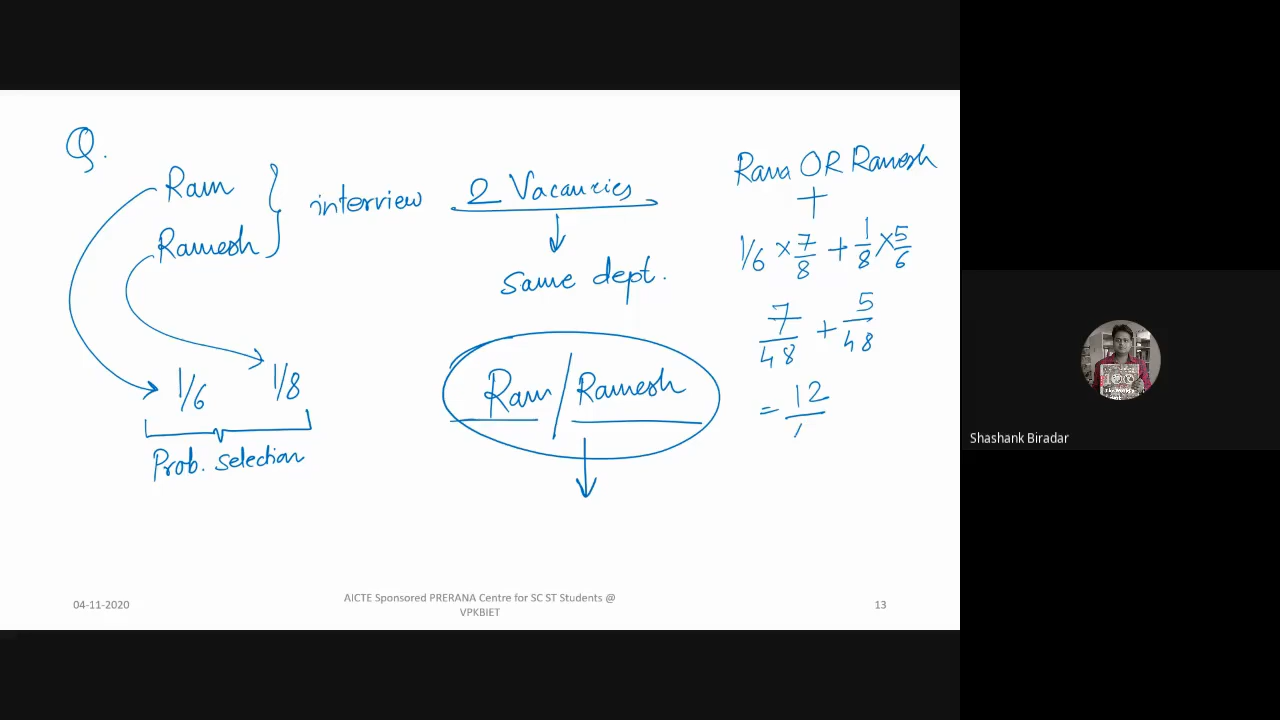 Q.
Ram
Ramesh
interview
2 Vacancies
same dept.
1/6
1/8
Prob. selection
Ram/Ramesh
Ram OR Ramesh
+
1/6 × 7/8 + 1/8 × 5/6
7/48 + 5/48
= 12/
04-11-2020
AICTE Sponsored PRERANA Centre for SC ST Students @
VPKBIET
13
Shashank Biradar